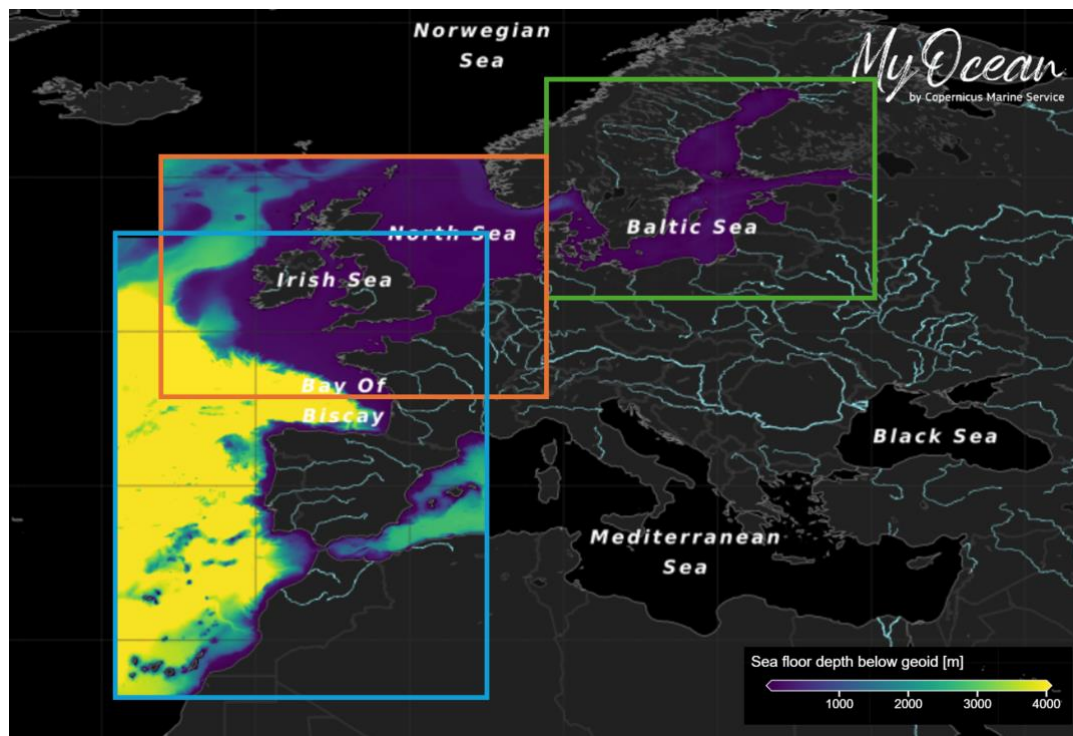 Norwegian
Sea
My Ocean
by Copernicus Marine Service
North Sea
Baltic Sea
Irish Sea
Bay Of
Biscay
Black Sea
Mediterranean
Sea
Sea floor depth below geoid [m]
1000 2000 3000 4000